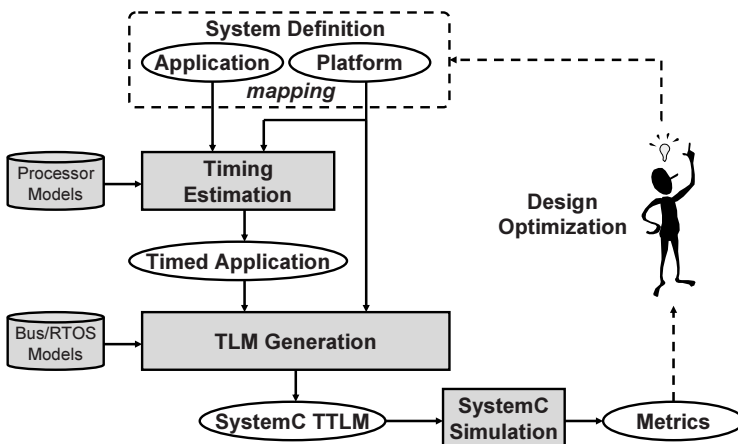 System Definition
Application
Platform
mapping
Processor
Models
Timing
Estimation
Design
Optimization
Timed Application
Bus/RTOS
Models
TLM Generation
SystemC TTLM
SystemC
Simulation
Metrics